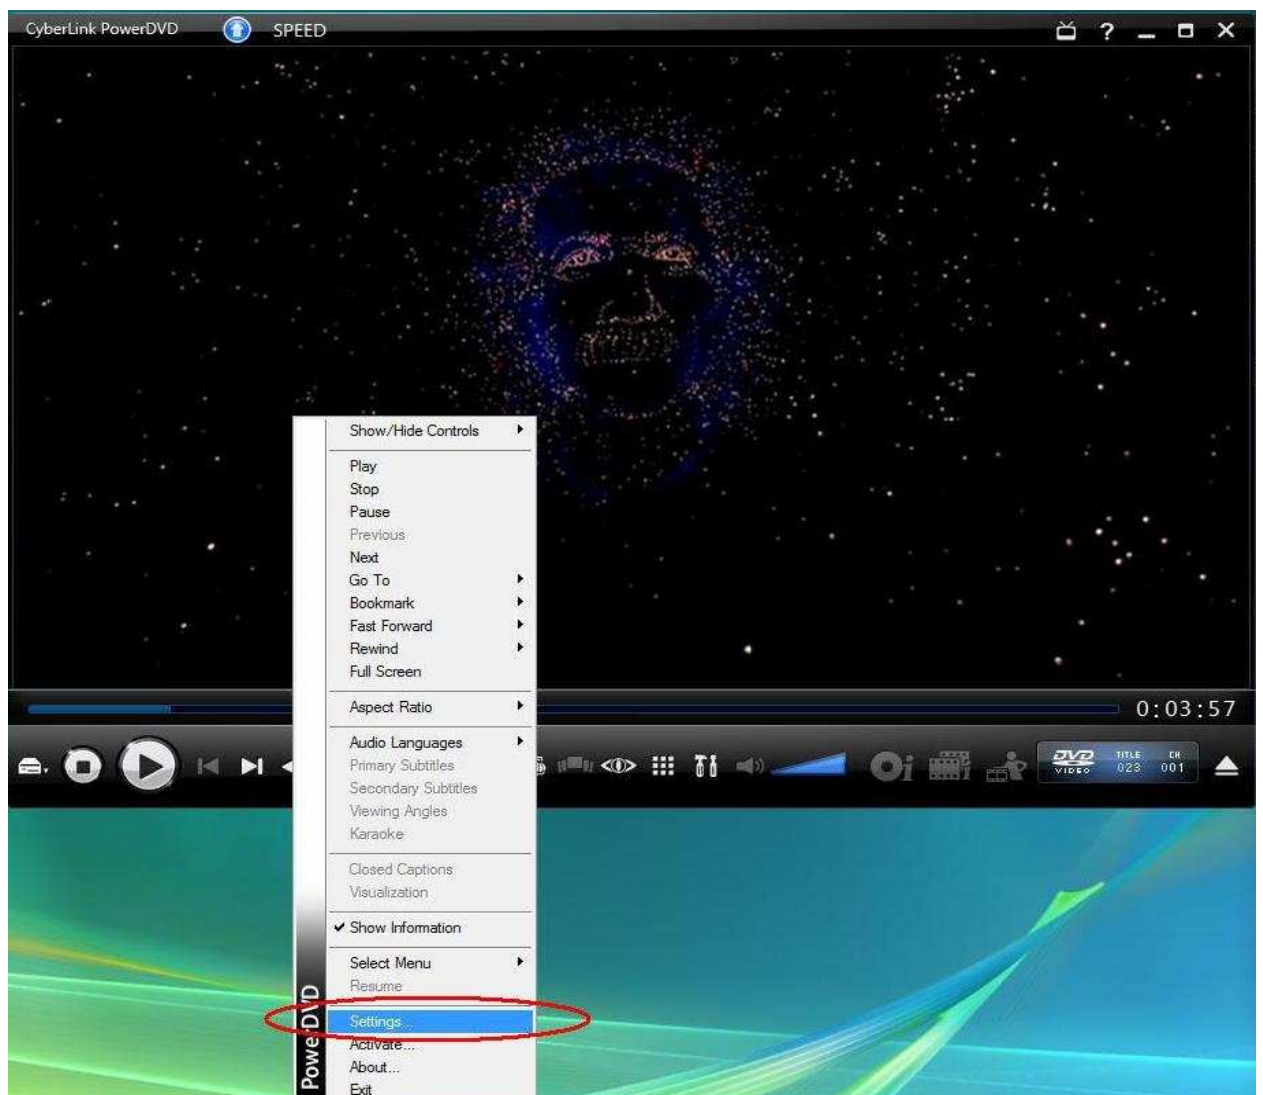 CyberLink PowerDVD
SPEED
?
Show/Hide Controls
Play
Stop
Pause
Previous
Next
Go To
Bookmark
Fast Forward
Rewind
Full Screen
Aspect Ratio
0:03:57
Audio Languages
Primary Subtitles
Secondary Subtitles
Viewing Angles
Karaoke
DVD VIDEO
TITLE CH
023 001
Closed Captions
Visualization
Show Information
Select Menu
Resume
Settings...
Activate...
About...
Exit
PowerDVD